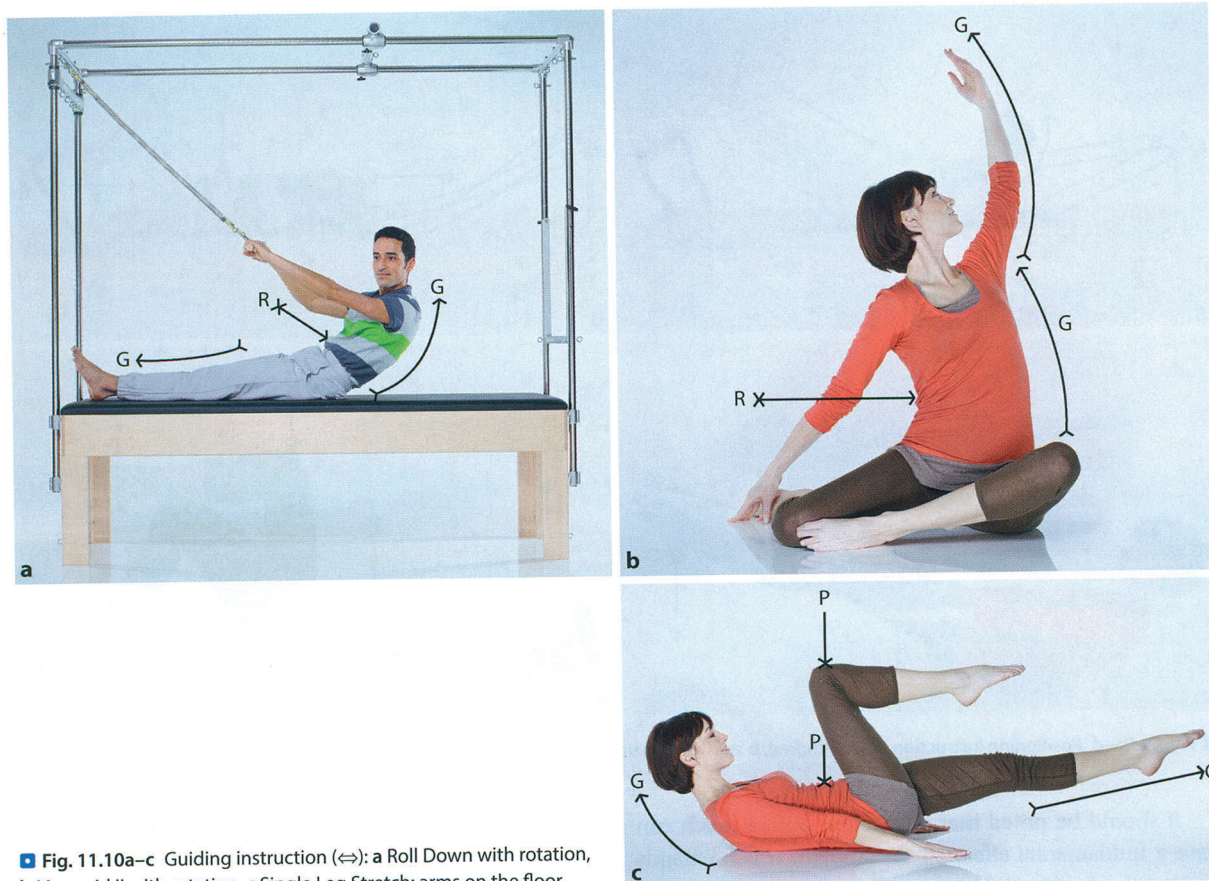 G
G
R
G
G
G
R
a
b
P
P
G
c
Fig. 11.10a–c Guiding instruction (⇔): a Roll Down with rotation,